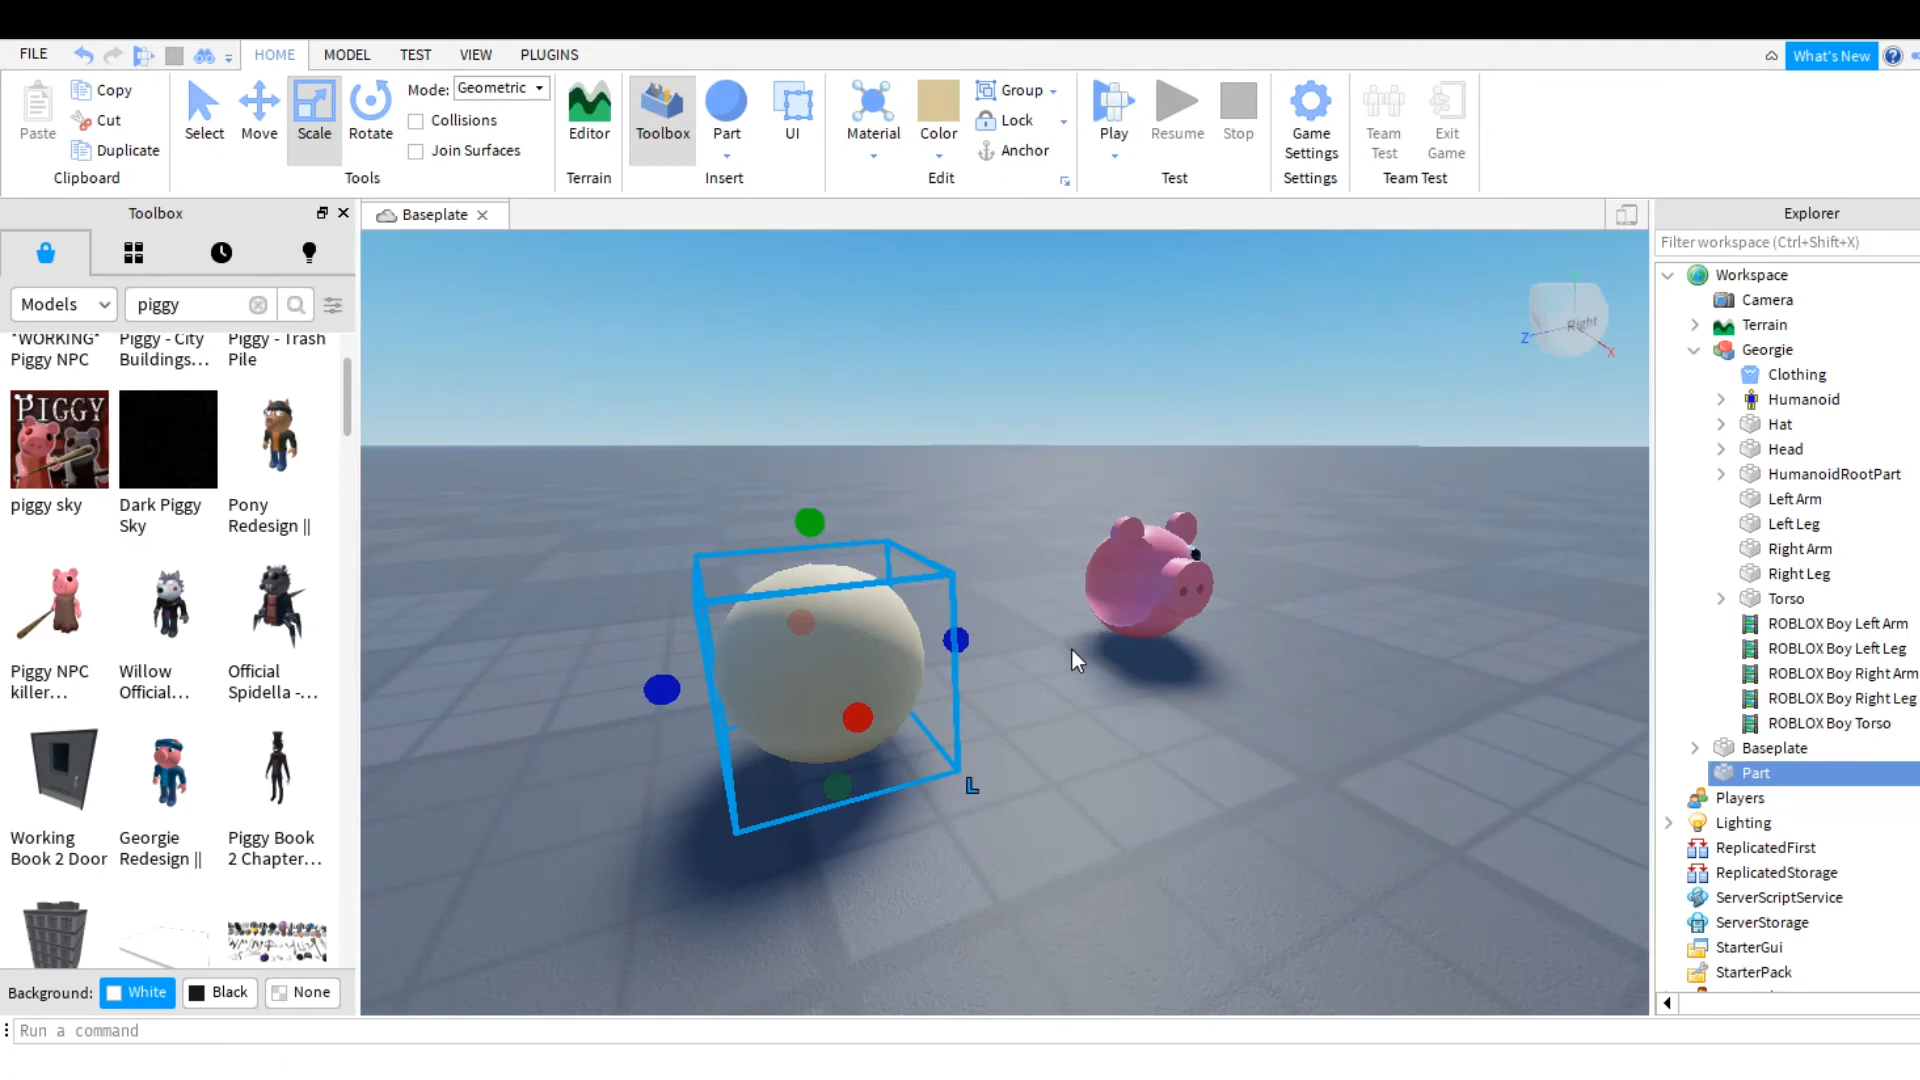 FILE
HOME
MODEL
TEST
VIEW
PLUGINS
What's New
Paste
Copy
Cut
Duplicate
Clipboard
Select
Move
Scale
Rotate
Mode: Geometric
Collisions
Join Surfaces
Tools
Editor
Terrain
Toolbox
Part
UI
Insert
Material
Color
Group
Lock
Anchor
Edit
Play
Resume
Stop
Test
Game
Settings
Settings
Team
Test
Exit
Game
Team Test
Toolbox
Baseplate
Models
piggy
*WORKING*
Piggy NPC
Piggy - City
Buildings...
Piggy - Trash
Pile
PIGGY
piggy sky
Dark Piggy
Sky
Pony
Redesign ||
Piggy NPC
killer...
Willow
Official...
Official
Spidella -...
Working
Book 2 Door
Georgie
Redesign ||
Piggy Book
2 Chapter...
Background:
White
Black
None
Run a command
Right
Z
X
L
Explorer
Filter workspace (Ctrl+Shift+X)
Workspace
Camera
Terrain
Georgie
Clothing
Humanoid
Hat
Head
HumanoidRootPart
Left Arm
Left Leg
Right Arm
Right Leg
Torso
ROBLOX Boy Left Arm
ROBLOX Boy Left Leg
ROBLOX Boy Right Arm
ROBLOX Boy Right Leg
ROBLOX Boy Torso
Baseplate
Part
Players
Lighting
ReplicatedFirst
ReplicatedStorage
ServerScriptService
ServerStorage
StarterGui
StarterPack